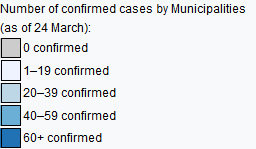 Number of confirmed cases by Municipalities
(as of 24 March):
0 confirmed
1–19 confirmed
20–39 confirmed
40–59 confirmed
60+ confirmed